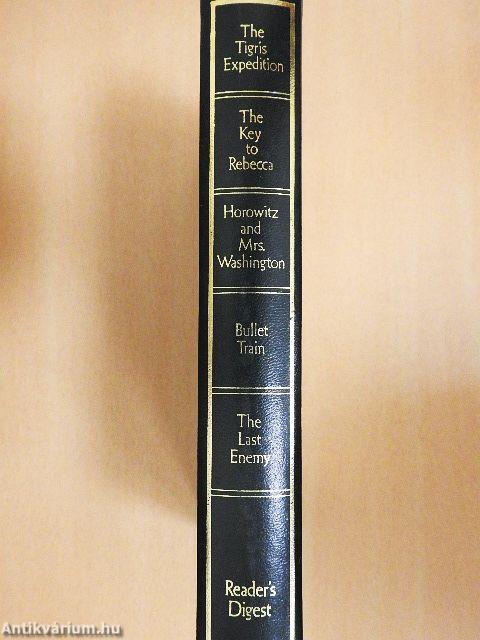 The
Tigris
Expedition
The
Key
to
Rebecca
Horowitz
and
Mrs.
Washington
Bullet
Train
The
Last
Enemy
Reader's
Digest
Antikvárium.hu